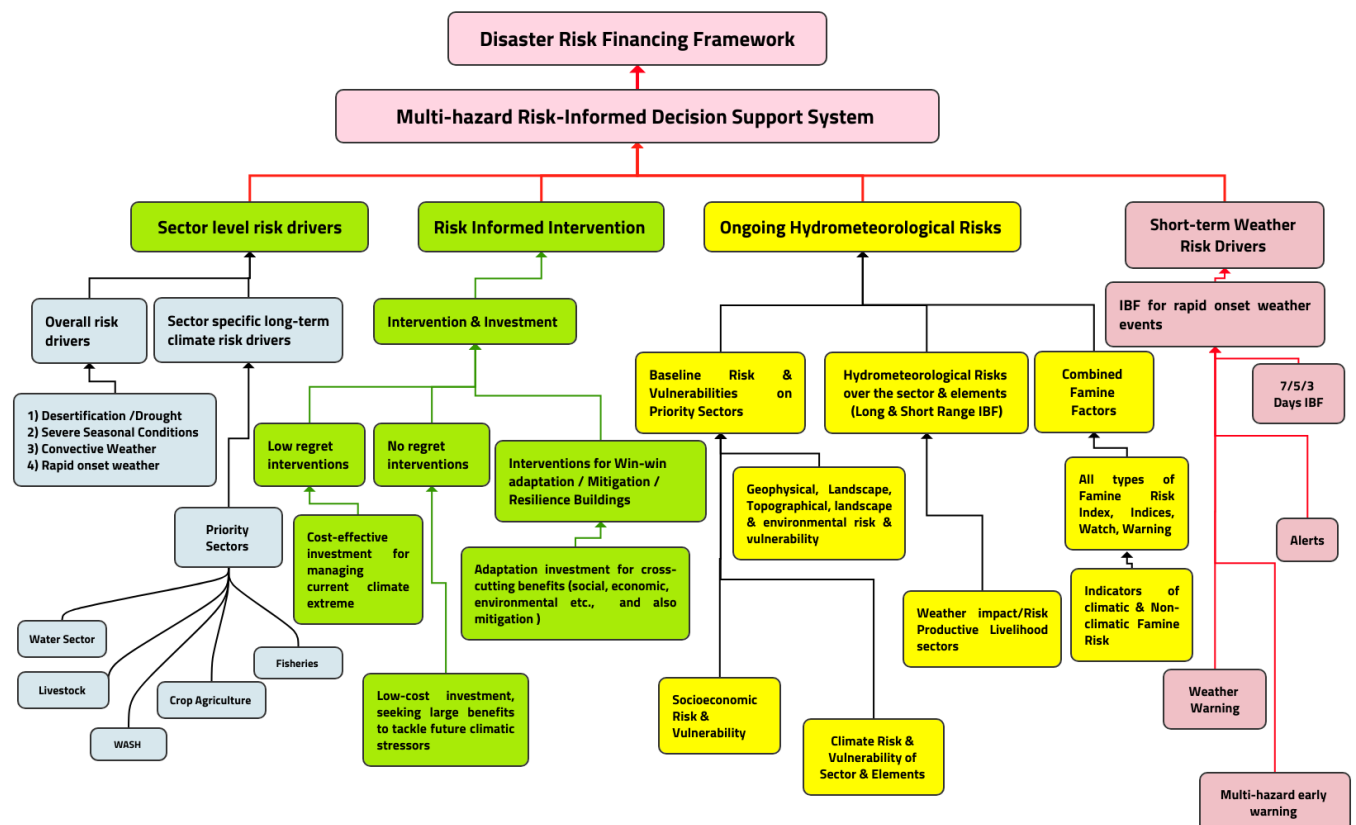 Disaster Risk Financing Framework
Multi-hazard Risk-Informed Decision Support System
Sector level risk drivers
Risk Informed Intervention
Ongoing Hydrometeorological Risks
Short-term Weather
Risk Drivers
Overall risk
drivers
Sector specific long-term
climate risk drivers
Intervention & Investment
IBF for rapid onset weather
events
1) Desertification /Drought
2) Severe Seasonal Conditions
3) Convective Weather
4) Rapid onset weather
Low regret
interventions
No regret
interventions
Interventions for Win-win
adaptation / Mitigation /
Resilience Buildings
Baseline Risk &
Vulnerabilities on
Priority Sectors
Hydrometeorological Risks
over the sector & elements
(Long & Short Range IBF)
Combined
Famine
Factors
7/5/3
Days IBF
Geophysical, Landscape,
Topographical, landscape
& environmental risk &
vulnerability
All types of
Famine Risk
Index, Indices,
Watch, Warning
Alerts
Priority
Sectors
Cost-effective
investment for
managing
current climate
extreme
Adaptation investment for cross-
cutting benefits (social, economic,
environmental etc., and also
mitigation )
Weather impact/Risk
Productive Livelihood
sectors
Indicators of
climatic & Non-
climatic Famine
Risk
Water Sector
Livestock
WASH
Crop Agriculture
Fisheries
Low-cost investment,
seeking large benefits
to tackle future climatic
stressors
Socioeconomic
Risk &
Vulnerability
Climate Risk &
Vulnerability of
Sector & Elements
Weather
Warning
Multi-hazard early
warning